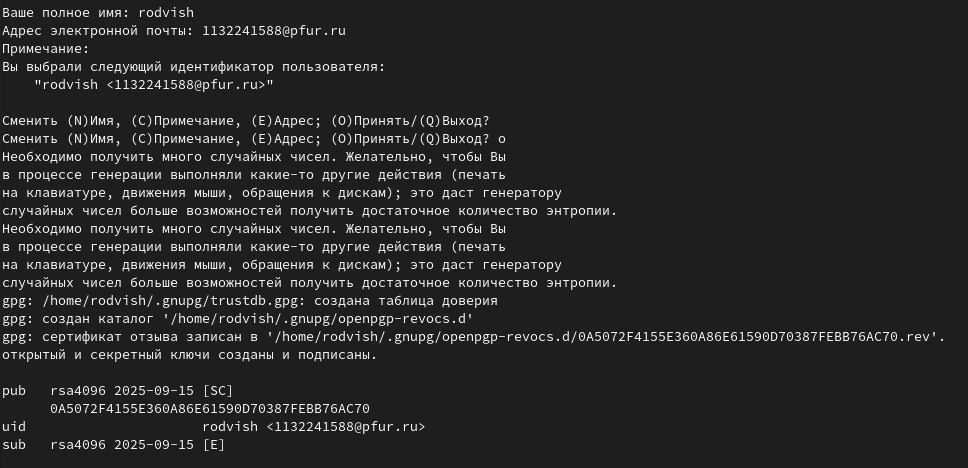 Ваше полное имя: rodvish
Адрес электронной почты: 1132241588@pfur.ru
Примечание:
Вы выбрали следующий идентификатор пользователя:
    "rodvish <1132241588@pfur.ru>"

Сменить (N)Имя, (C)Примечание, (E)Адрес; (O)Принять/(Q)Выход?
Сменить (N)Имя, (C)Примечание, (E)Адрес; (O)Принять/(Q)Выход? o
Необходимо получить много случайных чисел. Желательно, чтобы Вы
в процессе генерации выполняли какие-то другие действия (печать
на клавиатуре, движения мыши, обращения к дискам); это даст генератору
случайных чисел больше возможностей получить достаточное количество энтропии.
Необходимо получить много случайных чисел. Желательно, чтобы Вы
в процессе генерации выполняли какие-то другие действия (печать
на клавиатуре, движения мыши, обращения к дискам); это даст генератору
случайных чисел больше возможностей получить достаточное количество энтропии.
gpg: /home/rodvish/.gnupg/trustdb.gpg: создана таблица доверия
gpg: создан каталог '/home/rodvish/.gnupg/openpgp-revocs.d'
gpg: сертификат отзыва записан в '/home/rodvish/.gnupg/openpgp-revocs.d/0A5072F4155E360A86E61590D70387FEBB76AC70.rev'.
открытый и секретный ключи созданы и подписаны.

pub   rsa4096 2025-09-15 [SC]
      0A5072F4155E360A86E61590D70387FEBB76AC70
uid                      rodvish <1132241588@pfur.ru>
sub   rsa4096 2025-09-15 [E]